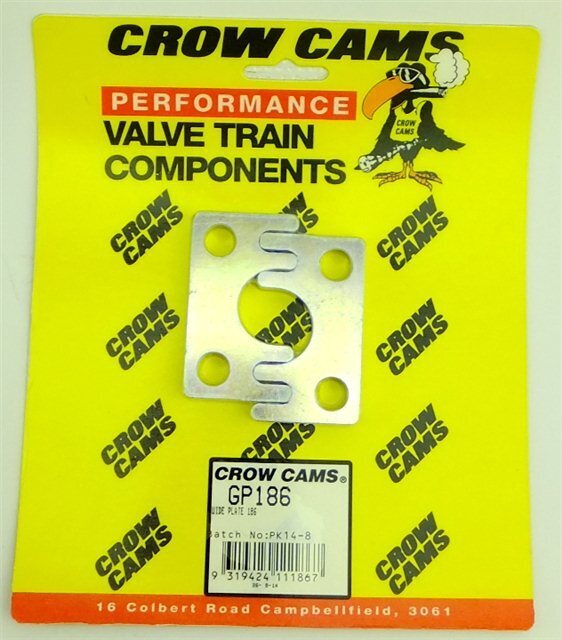 CROW CAMS
PERFORMANCE
VALVE TRAIN
COMPONENTS
CROW
CAMS
CROW
CAMS
CROW
CAMS
CROW
CAMS
CROW
CAMS
CROW
CAMS
CROW
CAMS
CROW
CAMS
CROW
CAMS
CROW
CAMS
CROW CAMS®
GP186
UIDE PLATE 186
atch No:PK14-8
9 319424 111867
16 Colbert Road Campbellfield, 3061